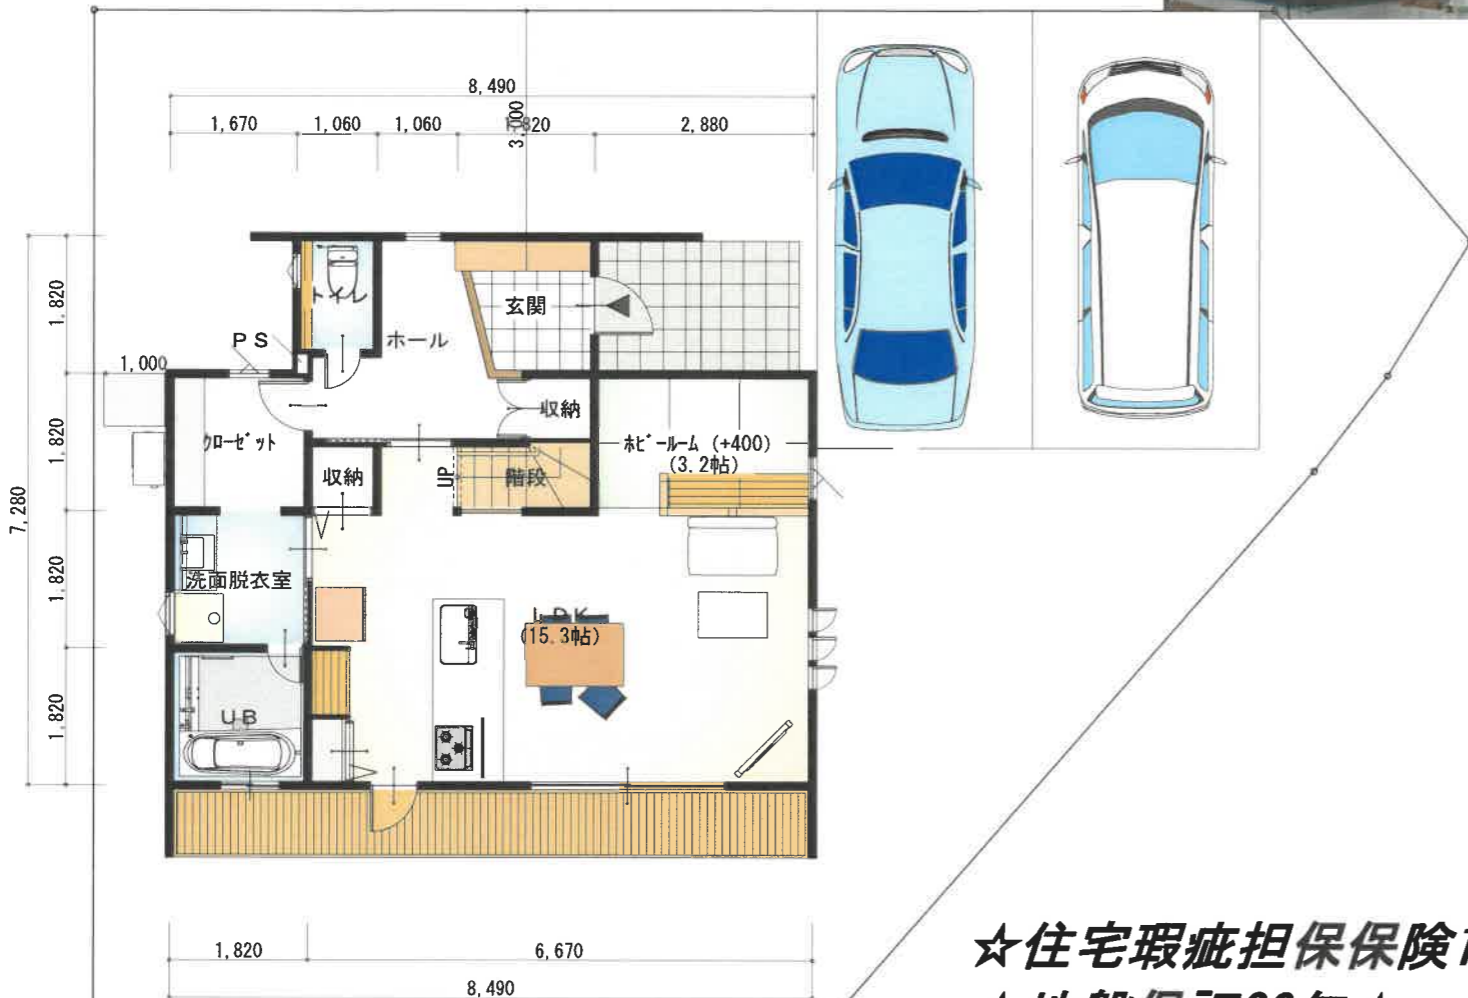 8,490
3,000
1,670
1,060
1,060
1,820
2,880
1,820
トイレ
玄関
PS
ホール
1,000
収納
1,820
クローゼット
収納
UP
階段
ホビールーム (+400)
(3.2帖)
7,280
1,820
洗面脱衣室
LDK
(15.3帖)
1,820
UB
1,820
6,670
8,490
☆住宅瑕疵担保保険